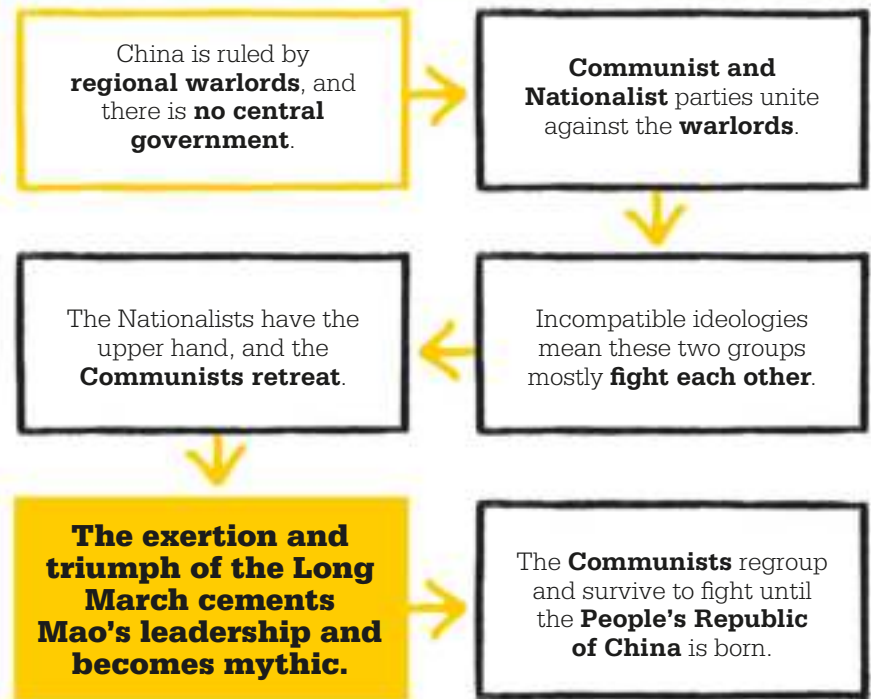 China is ruled by
regional warlords, and
there is no central
government.
Communist and
Nationalist parties unite
against the warlords.
Incompatible ideologies
mean these two groups
mostly fight each other.
The Nationalists have the
upper hand, and the
Communists retreat.
The exertion and
triumph of the Long
March cements
Mao’s leadership and
becomes mythic.
The Communists regroup
and survive to fight until
the People’s Republic
of China is born.